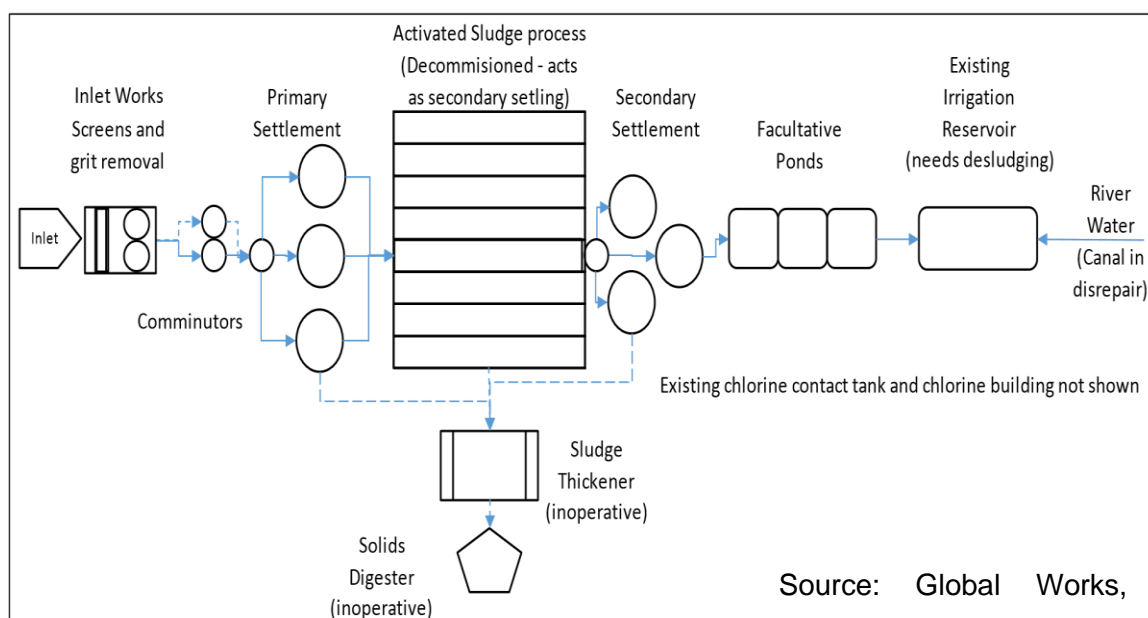 Activated Sludge process
(Decommisioned - acts
as secondary setling)
Inlet Works
Screens and
grit removal
Primary
Settlement
Secondary
Settlement
Facultative
Ponds
Existing
Irrigation
Reservoir
(needs desludging)
River
Water
(Canal in
disrepair)
Inlet
Comminutors
Existing chlorine contact tank and chlorine building not shown
Sludge
Thickener
(inoperative)
Solids
Digester
(inoperative)
Source: Global Works,